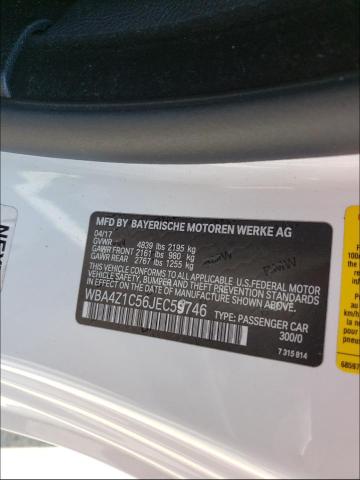 MFD BY BAYERISCHE MOTOREN WERKE AG
04/17
GVWR 4839 lbs 2195 kg
GAWR FRONT 2161 lbs 980 kg
GAWR REAR 2767 lbs 1255 kg
THIS VEHICLE CONFORMS TO ALL APPLICABLE U.S.FEDERAL MOTOR
VEHICLE SAFETY, BUMPER, AND THEFT PREVENTION STANDARDS IN
EFFECT ON THE DATE OF MANUFACTURE SHOWN ABOVE.
WBA4Z1C56JEC59746 TYPE: PASSENGER CAR
300/0
7 315 914
NEW